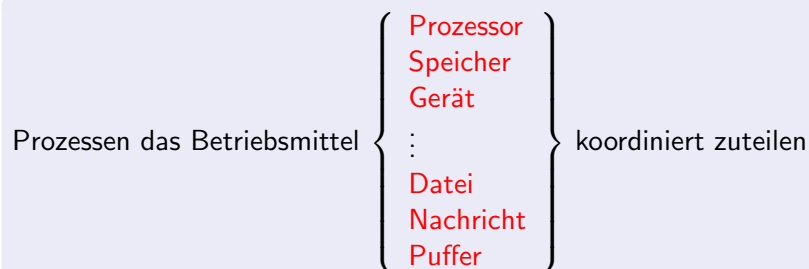 Prozessen das Betriebsmittel { Prozessor
Speicher
Gerät
⋮
Datei
Nachricht
Puffer } koordiniert zuteilen